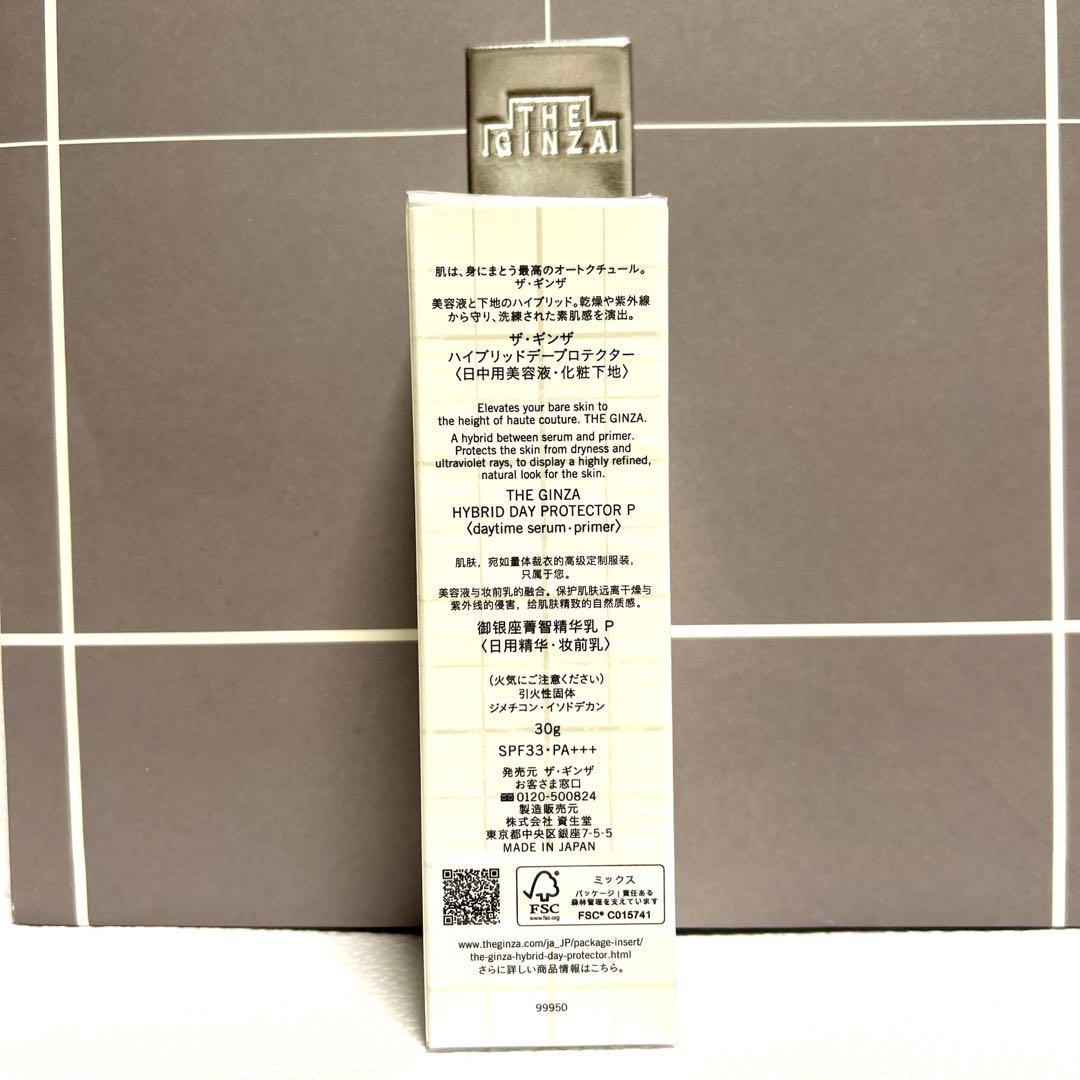 THE
GINZA
肌は、身にまとう最高のオートクチュール。
ザ・ギンザ
美容液と下地のハイブリッド。乾燥や紫外線
から守り、洗練された素肌感を演出。
ザ・ギンザ
ハイブリッドデープロテクター
〈日中用美容液・化粧下地〉
Elevates your bare skin to
the height of haute couture. THE GINZA.
A hybrid between serum and primer.
Protects the skin from dryness and
ultraviolet rays, to display a highly refined,
natural look for the skin.
THE GINZA
HYBRID DAY PROTECTOR P
〈daytime serum・primer〉
肌肤，宛如量体裁衣的高级定制服装，
只属于您。
美容液与妆前乳的融合。保护肌肤远离干燥与
紫外线的侵害，给肌肤精致的自然质感。
御银座菁智精华乳 P
〈日用精华・妆前乳〉
(火気にご注意ください)
引火性固体
ジメチコン・イソドデカン
30g
SPF33・PA+++
発売元 ザ・ギンザ
お客さま窓口
0120-500824
製造販売元
株式会社 資生堂
東京都中央区銀座7-5-5
MADE IN JAPAN
FSC
www.fsc.org
ミックス
パッケージ | 責任ある
森林管理を支えています
FSC® C015741
www.theginza.com/ja_JP/package-insert/
the-ginza-hybrid-day-protector.html
さらに詳しい商品情報はこちら。
99950